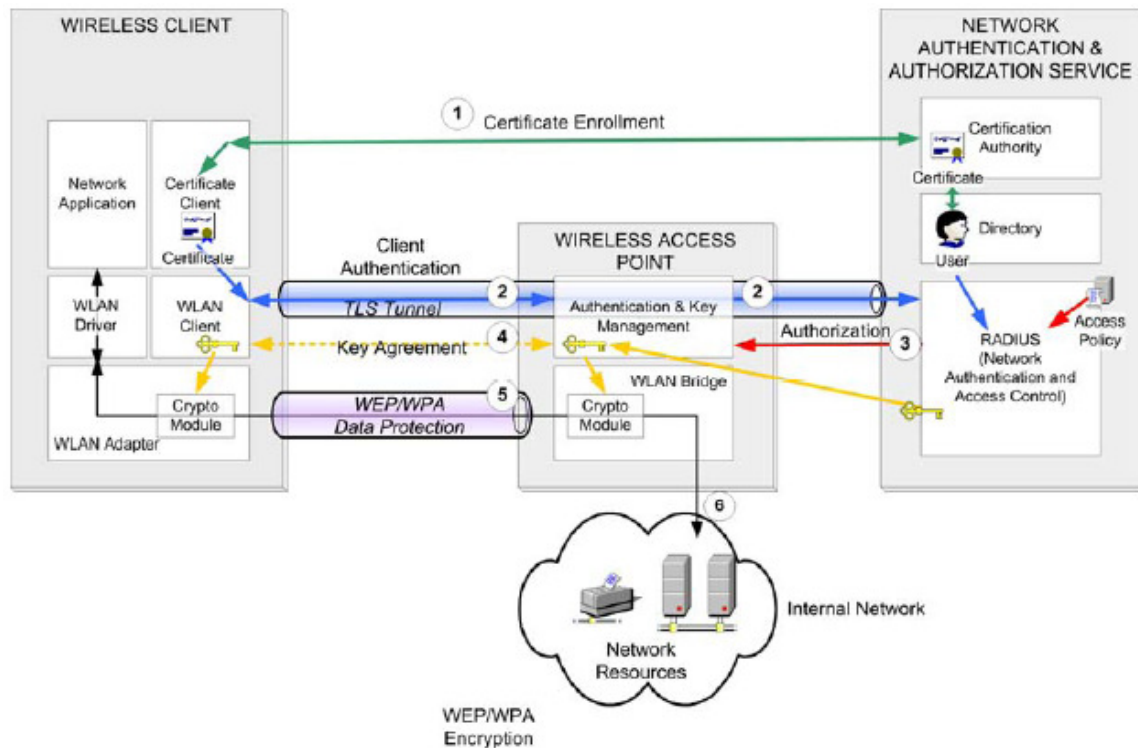 WIRELESS CLIENT
NETWORK
AUTHENTICATION &
AUTHORIZATION SERVICE
1
Certificate Enrollment
Certification
Authority
Certificate
Network
Application
Certificate
Client
Certificate
Directory
User
WIRELESS ACCESS
POINT
Client
Authentication
TLS Tunnel
2
2
WLAN
Driver
WLAN
Client
Authentication & Key
Management
Authorization
3
Access
Policy
RADIUS
(Network
Authentication and
Access Control)
Key Agreement
4
WLAN Bridge
5
Crypto
Module
WEP/WPA
Data Protection
Crypto
Module
WLAN Adapter
6
Internal Network
Network
Resources
WEP/WPA
Encryption